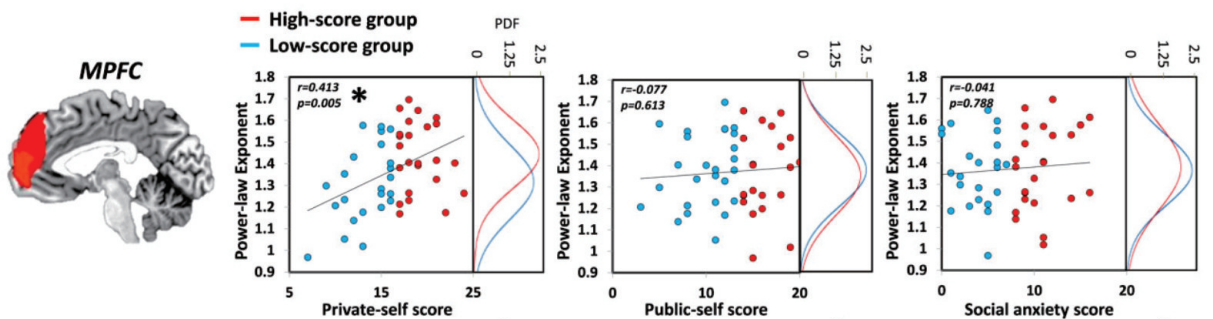 High-score group
Low-score group
PDF
MPFC
0 1.25 2.5
0 1.25 2.5
0 1.25 2.5
Power-law Exponent
1.8
1.7
1.6
1.5
1.4
1.3
1.2
1.1
1
0.9
r=0.413
p=0.005
*
5 15 25
Private-self score
Power-law Exponent
1.8
1.7
1.6
1.5
1.4
1.3
1.2
1.1
1
0.9
r=-0.077
p=0.613
0 10 20
Public-self score
Power-law Exponent
1.8
1.7
1.6
1.5
1.4
1.3
1.2
1.1
1
0.9
r=-0.041
p=0.788
0 10 20
Social anxiety score